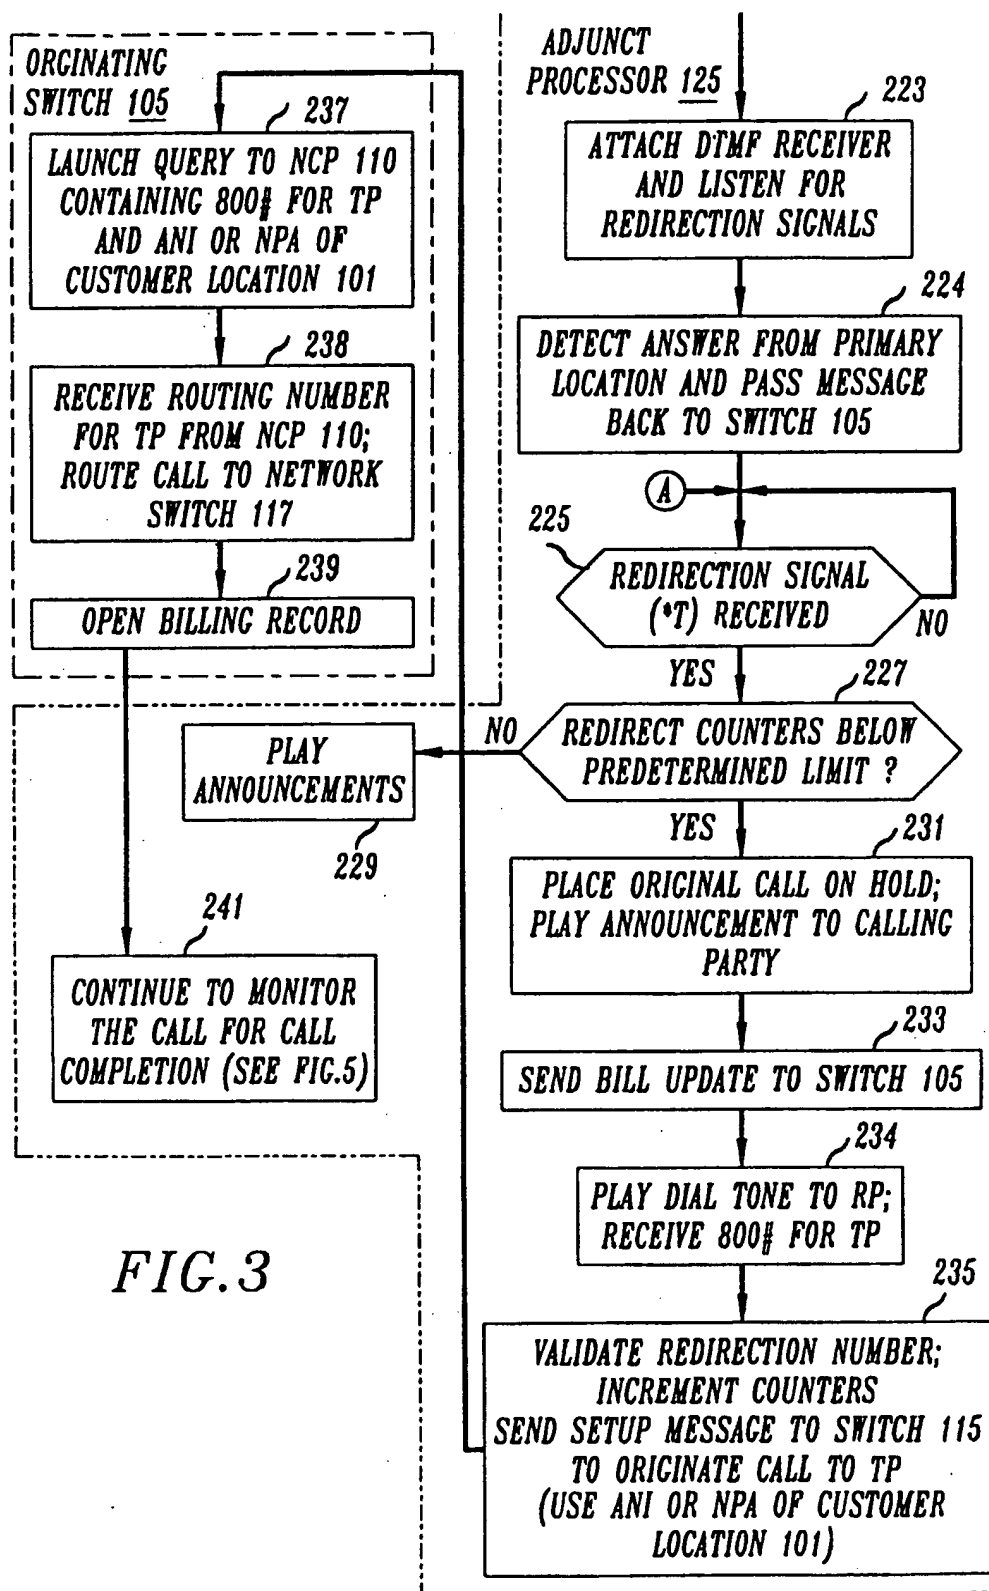 ORGINATING
SWITCH 105
237
LAUNCH QUERY TO NCP 110
CONTAINING 800# FOR TP
AND ANI OR NPA OF
CUSTOMER LOCATION 101
238
RECEIVE ROUTING NUMBER
FOR TP FROM NCP 110;
ROUTE CALL TO NETWORK
SWITCH 117
239
OPEN BILLING RECORD
ADJUNCT
PROCESSOR 125
223
ATTACH DTMF RECEIVER
AND LISTEN FOR
REDIRECTION SIGNALS
224
DETECT ANSWER FROM PRIMARY
LOCATION AND PASS MESSAGE
BACK TO SWITCH 105
A
225
REDIRECTION SIGNAL
(*T) RECEIVED
NO
YES
227
REDIRECT COUNTERS BELOW
PREDETERMINED LIMIT ?
NO
PLAY
ANNOUNCEMENTS
229
YES
231
PLACE ORIGINAL CALL ON HOLD;
PLAY ANNOUNCEMENT TO CALLING
PARTY
233
SEND BILL UPDATE TO SWITCH 105
234
PLAY DIAL TONE TO RP;
RECEIVE 800# FOR TP
235
VALIDATE REDIRECTION NUMBER;
INCREMENT COUNTERS
SEND SETUP MESSAGE TO SWITCH 115
TO ORIGINATE CALL TO TP
(USE ANI OR NPA OF CUSTOMER
LOCATION 101)
241
CONTINUE TO MONITOR
THE CALL FOR CALL
COMPLETION (SEE FIG.5)
FIG.3